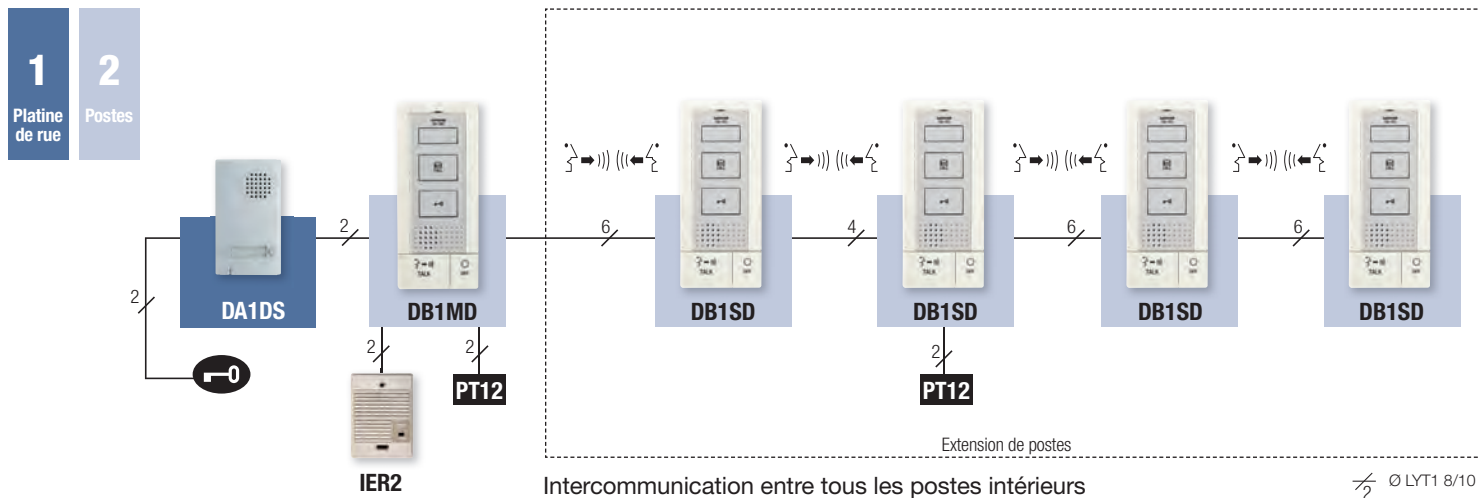 1
Platine
de rue
2
Postes
2
2
6
4
6
6
DA1DS
DB1MD
DB1SD
DB1SD
DB1SD
DB1SD
TALK
OFF
TALK
TALK
TALK
TALK
2
2
2
PT12
PT12
IER2
Extension de postes
Intercommunication entre tous les postes intérieurs
2
Ø LYT1 8/10